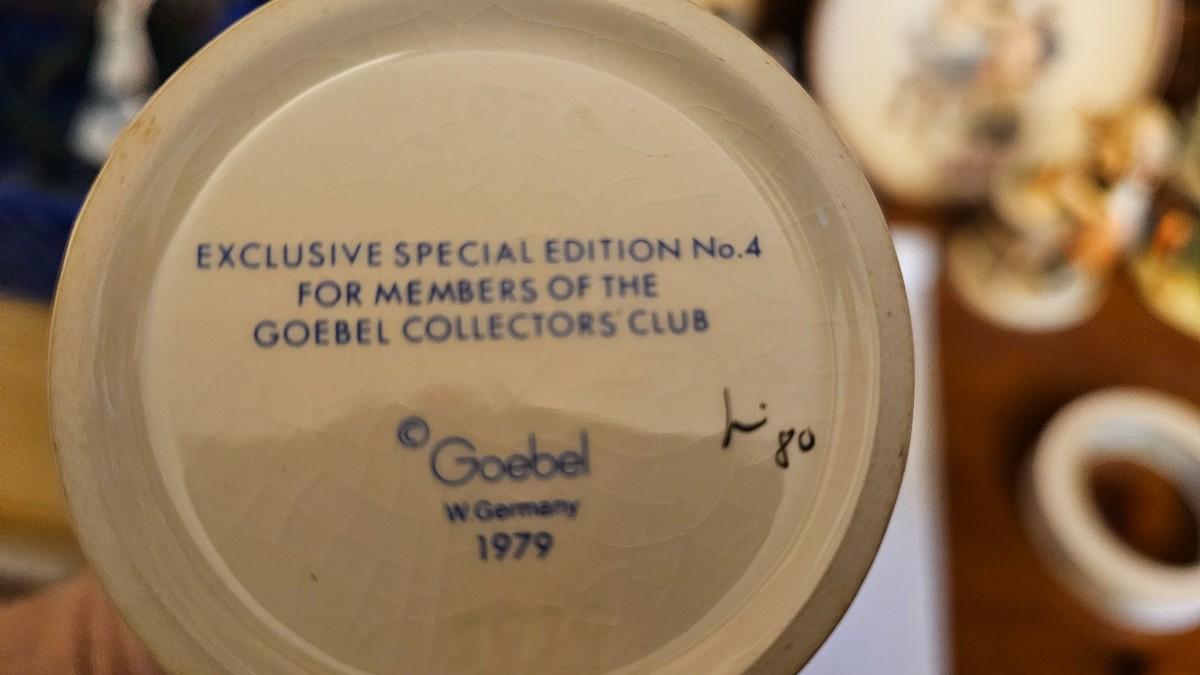 EXCLUSIVE SPECIAL EDITION No.4
FOR MEMBERS OF THE
GOEBEL COLLECTORS' CLUB
© Goebel
W. Germany
1979
80